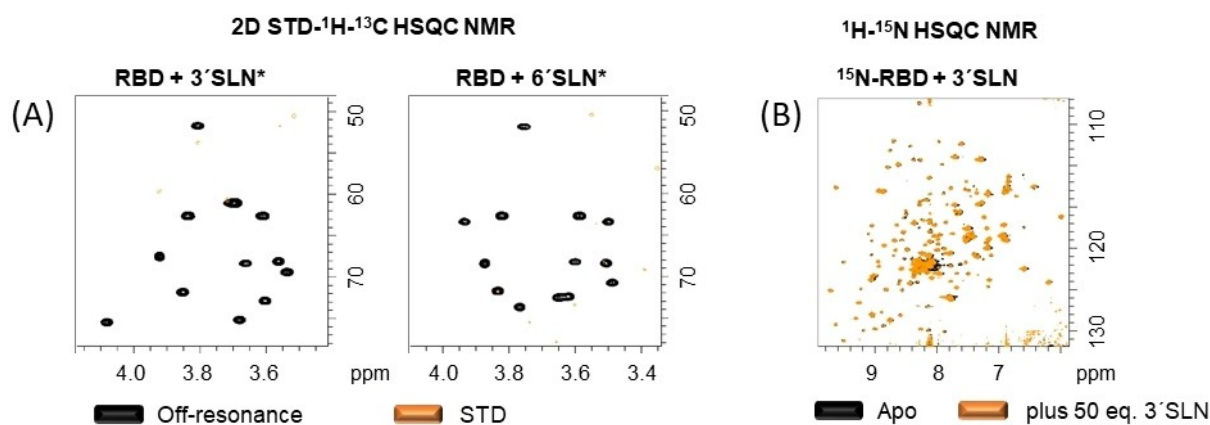 2D STD-¹H-¹³C HSQC NMR
¹H-¹⁵N HSQC NMR
RBD + 3´SLN*
RBD + 6´SLN*
¹⁵N-RBD + 3´SLN
(A)
50
60
70
4.0 3.8 3.6 ppm
50
60
70
4.0 3.8 3.6 3.4
(B)
110
120
130
9 8 7 ppm
Off-resonance
STD
Apo
plus 50 eq. 3´SLN